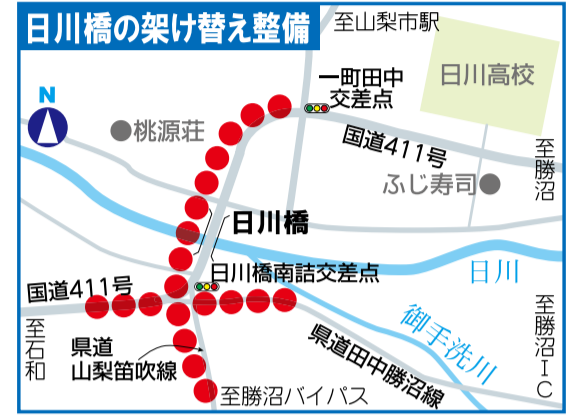 日川橋の架け替え整備
至山梨市駅
N
一町田中
交差点
日川高校
桃源荘
国道411号
至勝沼
ふじ寿司
日川橋
日川
日川橋南詰交差点
国道411号
至石和
県道
山梨笛吹線
御手洗川
県道田中勝沼線
至勝沼IC
至勝沼バイパス